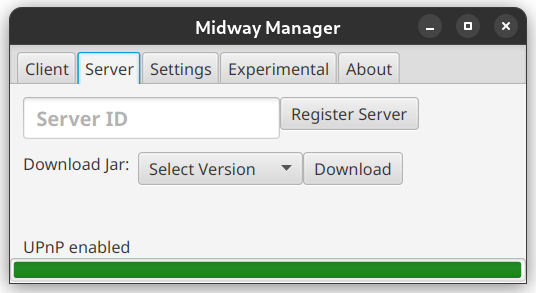 Midway Manager
Client Server Settings Experimental About
Server ID Register Server
Download Jar: Select Version Download
UPnP enabled